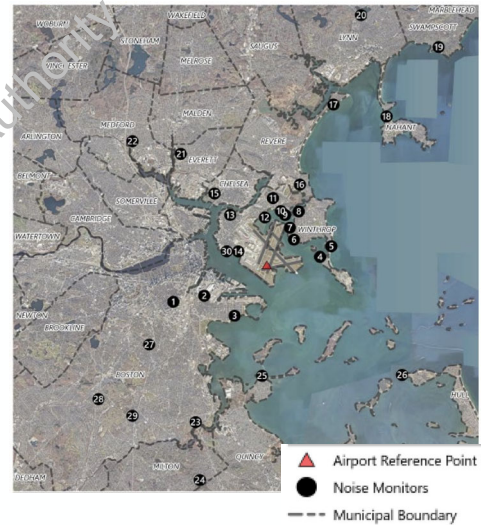 MARBLEHEAD
WAKEFIELD
20
WOBURN
SWAMPSCOTT
LYNN
STONEHAM
SAUGUS
19
MELROSE
WINCHESTER
17
MALDEN
18
NAHANT
MEDFORD
uthority
ARLINGTON
22
REVERE
21
EVERETT
BELMONT
CHELSEA
16
15
SOMERVILLE
11
10
8
13
12
9
CAMBRIDGE
7
WINTHROP
WATERTOWN
6
5
30
14
4
2
1
3
NEWTON
BROOKLINE
27
BOSTON
25
26
28
HULL
29
23
QUINCY
MILTON
DEDHAM
24
Airport Reference Point
Noise Monitors
Municipal Boundary